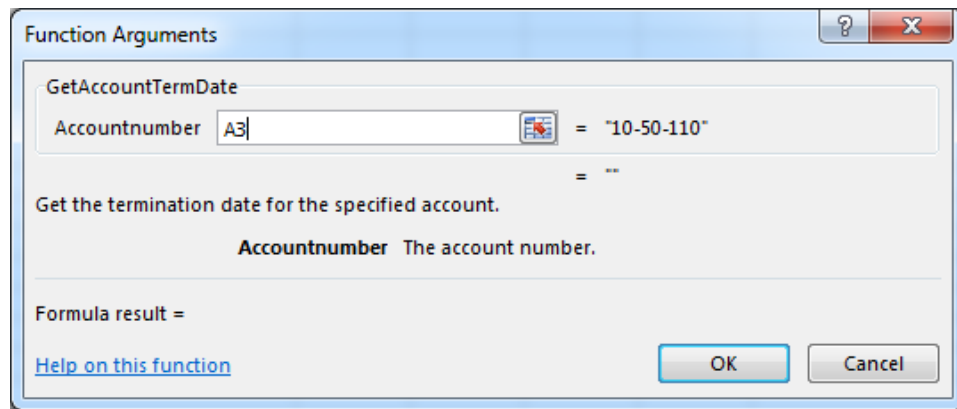 Function Arguments
GetAccountTermDate
Accountnumber A3 = "10-50-110"
= ""
Get the termination date for the specified account.
Accountnumber The account number.
Formula result =
Help on this function OK Cancel